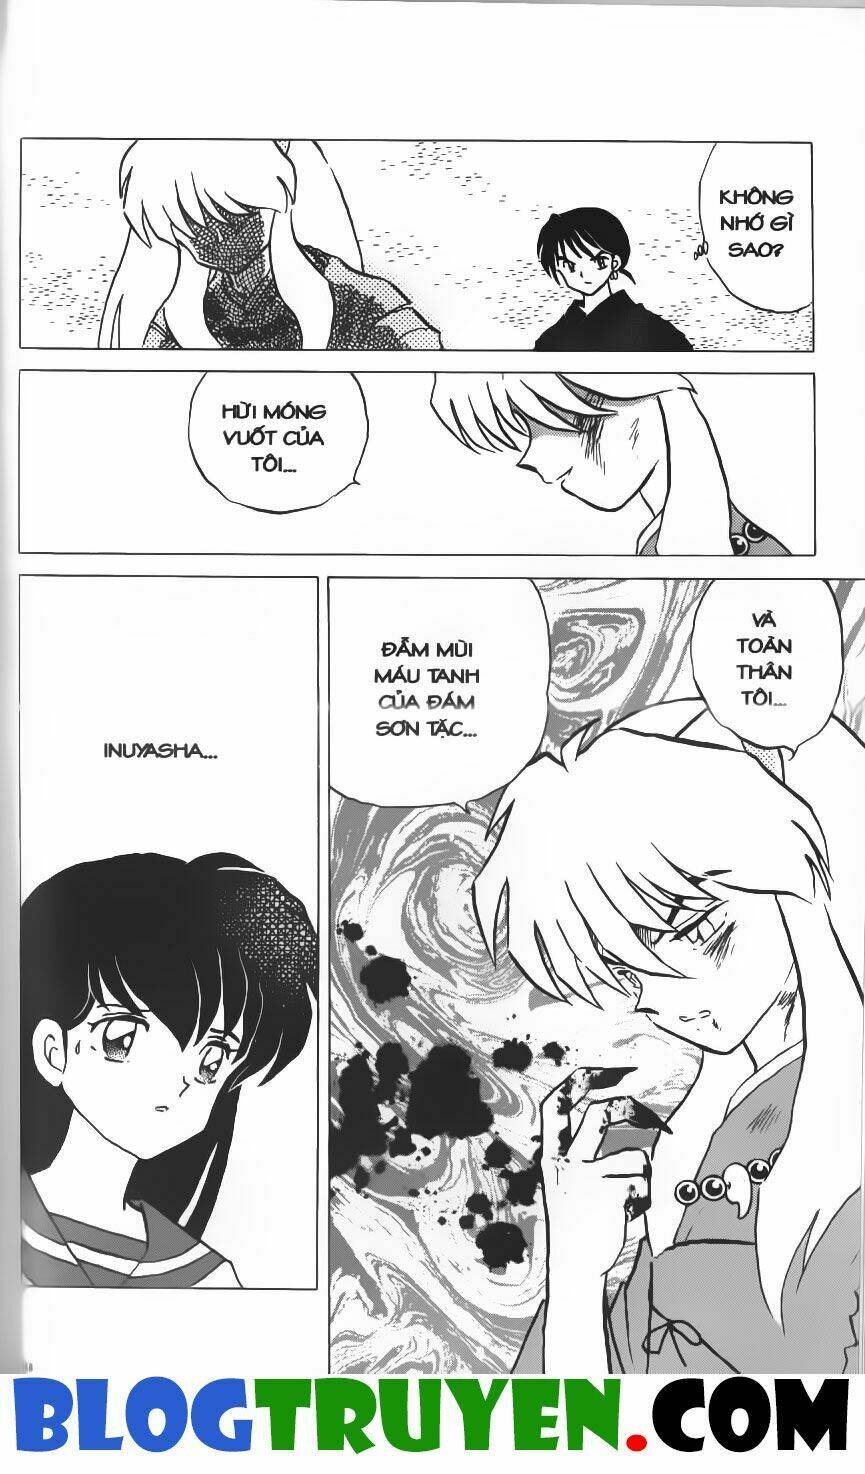 KHÔNG
NHỚ GÌ
SAO?
HỬI MÓNG
VUỐT CỦA
TÔI...
VÀ
TOÀN
THÂN
TÔI...
ĐẪM MÙI
MÁU TANH
CỦA ĐÁM
SƠN TẶC...
INUYASHA...
BLOGTRUYEN.COM